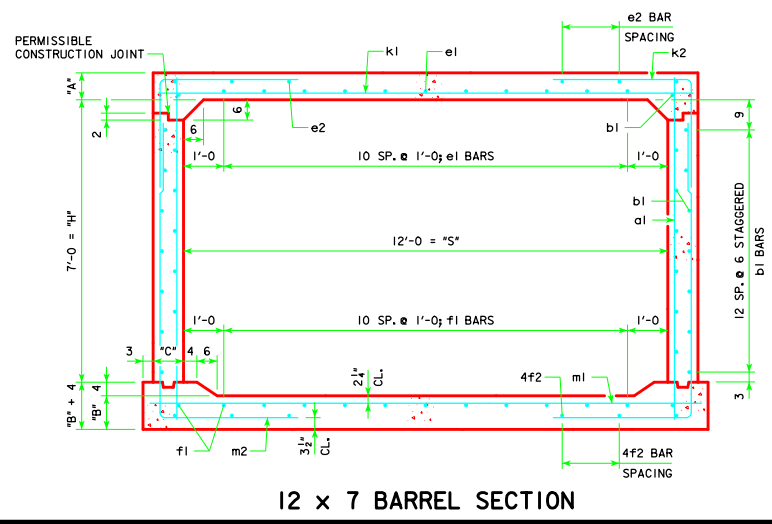 e2 BAR
SPACING
PERMISSIBLE
CONSTRUCTION JOINT
k1
e1
k2
"A"
6
6
e2
b1
9
2
1'-0
10 SP. @ 1'-0; e1 BARS
1'-0
b1
a1
7'-0 = "H"
12'-0 = "S"
12 SP. @ 6 STAGGERED
b1 BARS
1'-0
10 SP. @ 1'-0; f1 BARS
1'-0
3
"C"
4
6
2 1/4"
CL.
4f2
m1
"B" + 4
4
"B"
3
f1
m2
3 1/2"
CL.
4f2 BAR
SPACING
12 x 7 BARREL SECTION